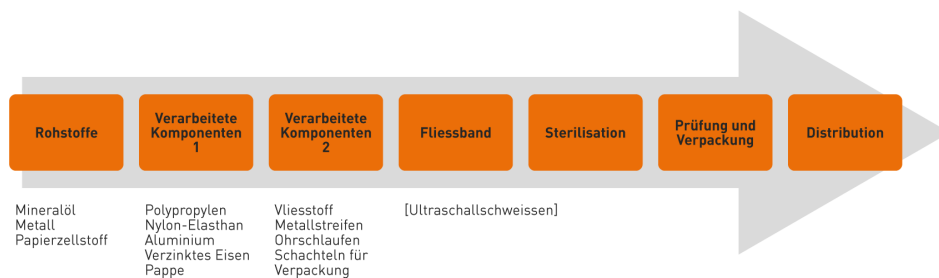 Rohstoffe
Verarbeitete
Komponenten
1
Verarbeitete
Komponenten
2
Fliessband
Sterilisation
Prüfung und
Verpackung
Distribution
Mineralöl
Metall
Papierzellstoff
Polypropylen
Nylon-Elasthan
Aluminium
Verzinktes Eisen
Pappe
Vliesstoff
Metallstreifen
Ohrschlaufen
Schachteln für
Verpackung
[Ultraschallschweissen]